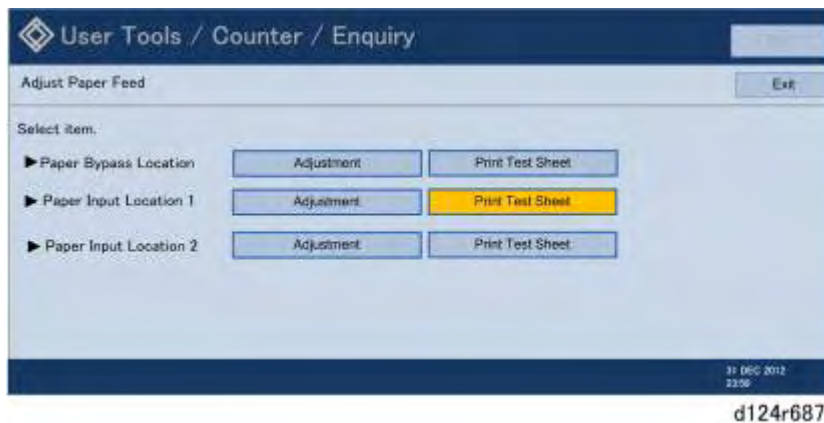 User Tools / Counter / Enquiry
Adjust Paper Feed Exit
Select item.
▶Paper Bypass Location Adjustment Print Test Sheet
▶ Paper Input Location 1 Adjustment Print Test Sheet
▶ Paper Input Location 2 Adjustment Print Test Sheet
31 DEC 2012
23:59
d124r687